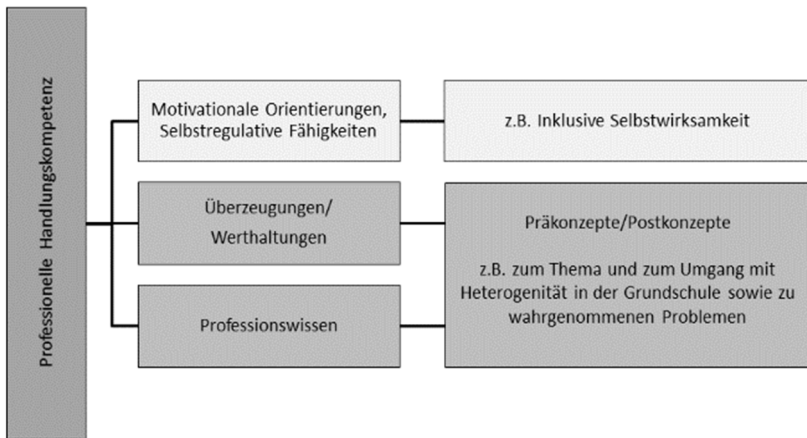 Professionelle Handlungskompetenz
Motivationale Orientierungen,
Selbstregulative Fähigkeiten
z.B. Inklusive Selbstwirksamkeit
Überzeugungen/
Werthaltungen
Präkonzepte/Postkonzepte
z.B. zum Thema und zum Umgang mit
Heterogenität in der Grundschule sowie zu
wahrgenommenen Problemen
Professionswissen